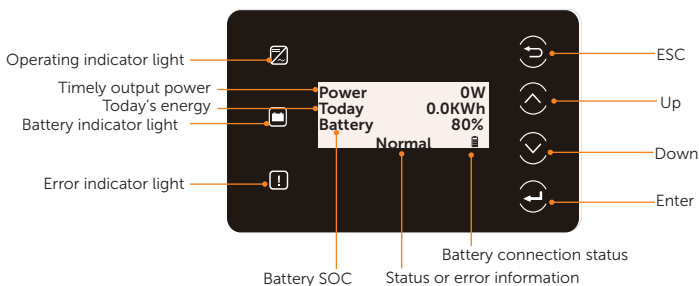 Operating indicator light
Timely output power
Today's energy
Battery indicator light
Error indicator light
Power 0W
Today 0.0KWh
Battery 80%
Normal
ESC
Up
Down
Enter
Battery connection status
Battery SOC
Status or error information